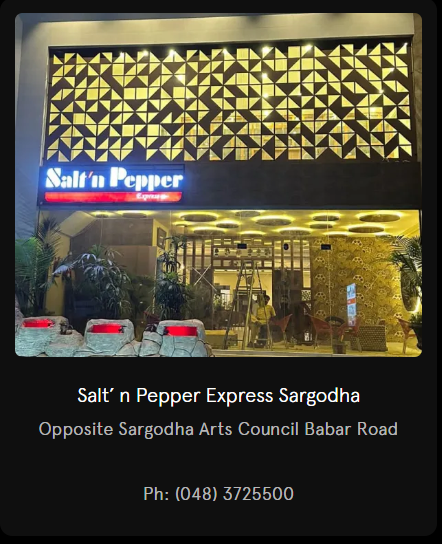 Salt'n Pepper
Express
Salt’ n Pepper Express Sargodha
Opposite Sargodha Arts Council Babar Road
Ph: (048) 3725500